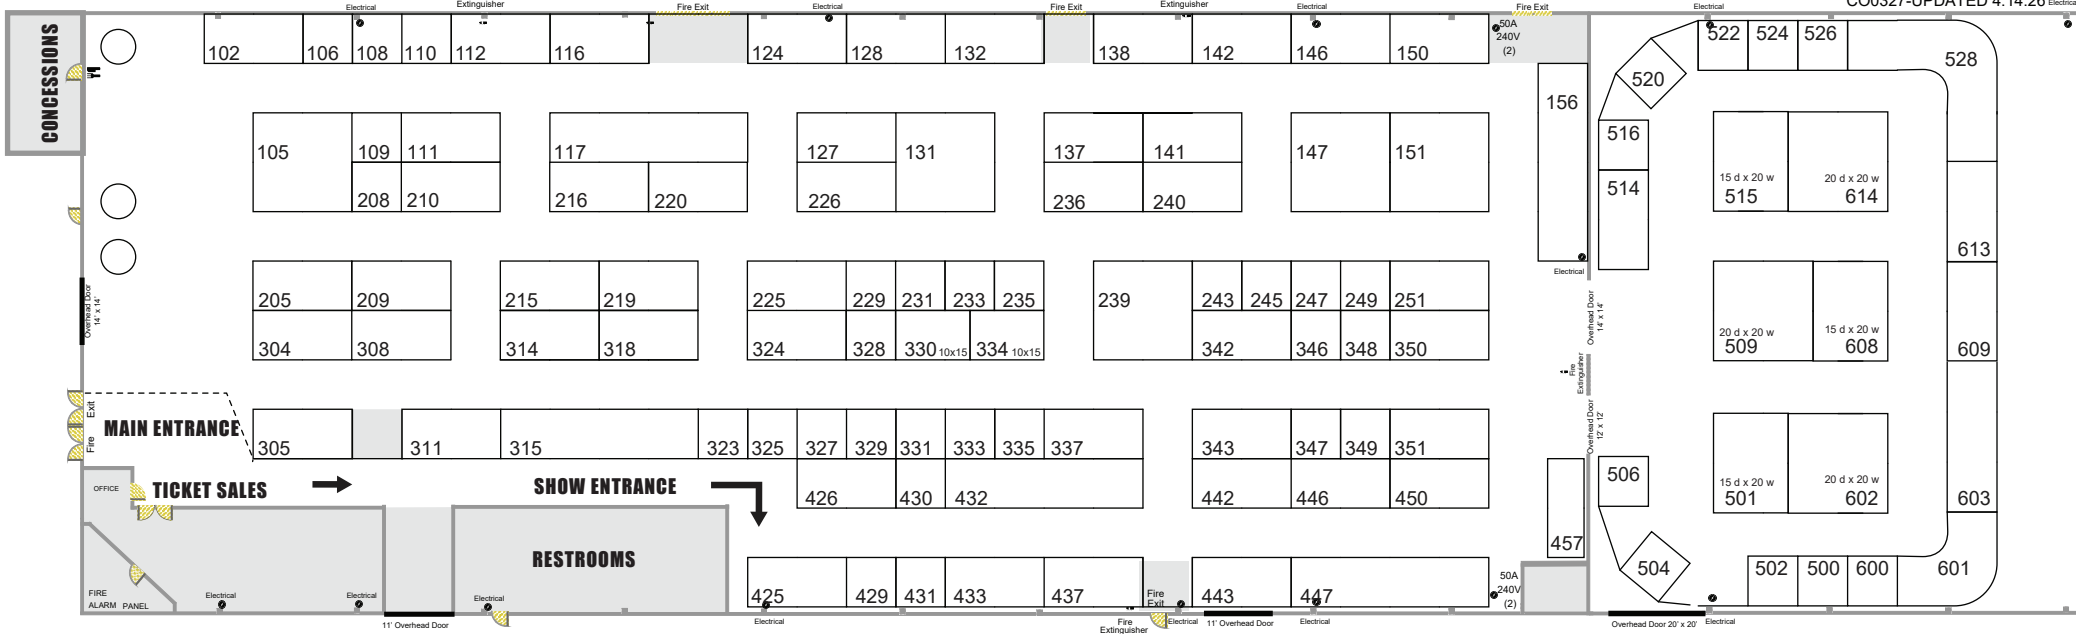 CO0327-UPDATED 4.14.26
Electrical
Electrical Extinguisher Fire Exit Electrical Fire Exit Extinguisher Electrical Fire Exit Electrical
CONCESSIONS
102 106 108 110 112 116 124 128 132 138 142 146 150
50A
240V
(2)
522 524 526 528
520
156
105 109 111 117 127 131 137 141 147 151
516
208 210 216 220 226 236 240
514
15 d x 20 w
515
20 d x 20 w
614
613
Electrical
Overhead Door
14' x 14'
205 209 215 219 225 229 231 233 235 239 243 245 247 249 251
Overhead Door
14' x 14'
304 308 314 318 324 328 330 10x15 334 10x15 342 346 348 350
20 d x 20 w
509
15 d x 20 w
608
609
Fire
Extinguisher
Fire Exit
MAIN ENTRANCE
305 311 315 323 325 327 329 331 333 335 337 343 347 349 351
Overhead Door
12' x 12'
OFFICE
TICKET SALES
SHOW ENTRANCE
426 430 432 442 446 450
506
15 d x 20 w
501
20 d x 20 w
602
603
RESTROOMS
457
504
502 500 600 601
425 429 431 433 437
Fire
Exit
443 447
50A
240V
(2)
FIRE
ALARM PANEL
Electrical
Electrical
Electrical
11' Overhead Door
Electrical
Fire
Extinguisher
Electrical
11' Overhead Door
Electrical
Overhead Door 20' x 20'
Electrical